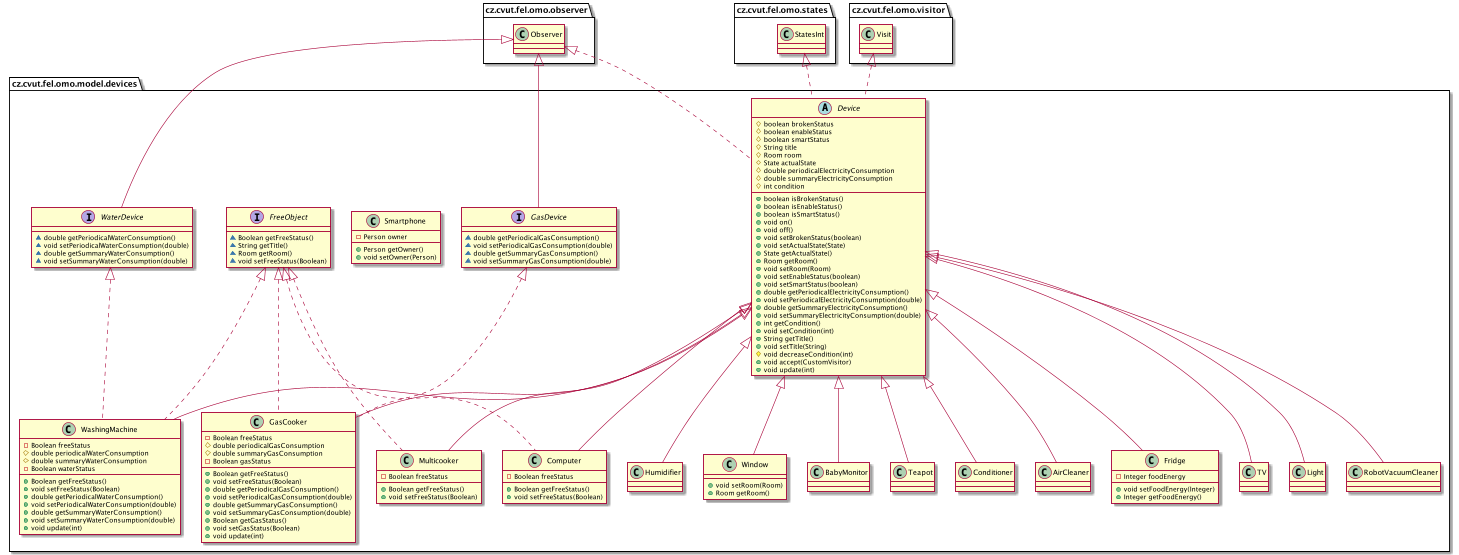 cz.cvut.fel.omo.observer
C Observer
cz.cvut.fel.omo.states
C StatesInt
cz.cvut.fel.omo.visitor
C Visit
cz.cvut.fel.omo.model.devices
A Device
boolean brokenStatus
boolean enableStatus
boolean smartStatus
String title
Room room
State actualState
double periodicalElectricityConsumption
double summaryElectricityConsumption
int condition
boolean isBrokenStatus()
boolean isEnableStatus()
boolean isSmartStatus()
void on()
void off()
void setBrokenStatus(boolean)
void setActualState(State)
State getActualState()
Room getRoom()
void setRoom(Room)
void setEnableStatus(boolean)
void setSmartStatus(boolean)
double getPeriodicalElectricityConsumption()
void setPeriodicalElectricityConsumption(double)
double getSummaryElectricityConsumption()
void setSummaryElectricityConsumption(double)
int getCondition()
void setCondition(int)
String getTitle()
void setTitle(String)
void decreaseCondition(int)
void accept(CustomVisitor)
void update(int)
I WaterDevice
double getPeriodicalWaterConsumption()
void setPeriodicalWaterConsumption(double)
double getSummaryWaterConsumption()
void setSummaryWaterConsumption(double)
I FreeObject
Boolean getFreeStatus()
String getTitle()
Room getRoom()
void setFreeStatus(Boolean)
C Smartphone
Person owner
Person getOwner()
void setOwner(Person)
I GasDevice
double getPeriodicalGasConsumption()
void setPeriodicalGasConsumption(double)
double getSummaryGasConsumption()
void setSummaryGasConsumption(double)
C WashingMachine
Boolean freeStatus
double periodicalWaterConsumption
double summaryWaterConsumption
Boolean waterStatus
Boolean getFreeStatus()
void setFreeStatus(Boolean)
double getPeriodicalWaterConsumption()
void setPeriodicalWaterConsumption(double)
double getSummaryWaterConsumption()
void setSummaryWaterConsumption(double)
void update(int)
C GasCooker
Boolean freeStatus
double periodicalGasConsumption
double summaryGasConsumption
Boolean gasStatus
Boolean getFreeStatus()
void setFreeStatus(Boolean)
double getPeriodicalGasConsumption()
void setPeriodicalGasConsumption(double)
double getSummaryGasConsumption()
void setSummaryGasConsumption(double)
Boolean getGasStatus()
void setGasStatus(Boolean)
void update(int)
C Multicooker
Boolean freeStatus
Boolean getFreeStatus()
void setFreeStatus(Boolean)
C Computer
Boolean freeStatus
Boolean getFreeStatus()
void setFreeStatus(Boolean)
C Humidifier
C Window
void setRoom(Room)
Room getRoom()
C BabyMonitor
C Teapot
C Conditioner
C AirCleaner
C Fridge
Integer foodEnergy
void setFoodEnergy(Integer)
Integer getFoodEnergy()
C TV
C Light
C RobotVacuumCleaner